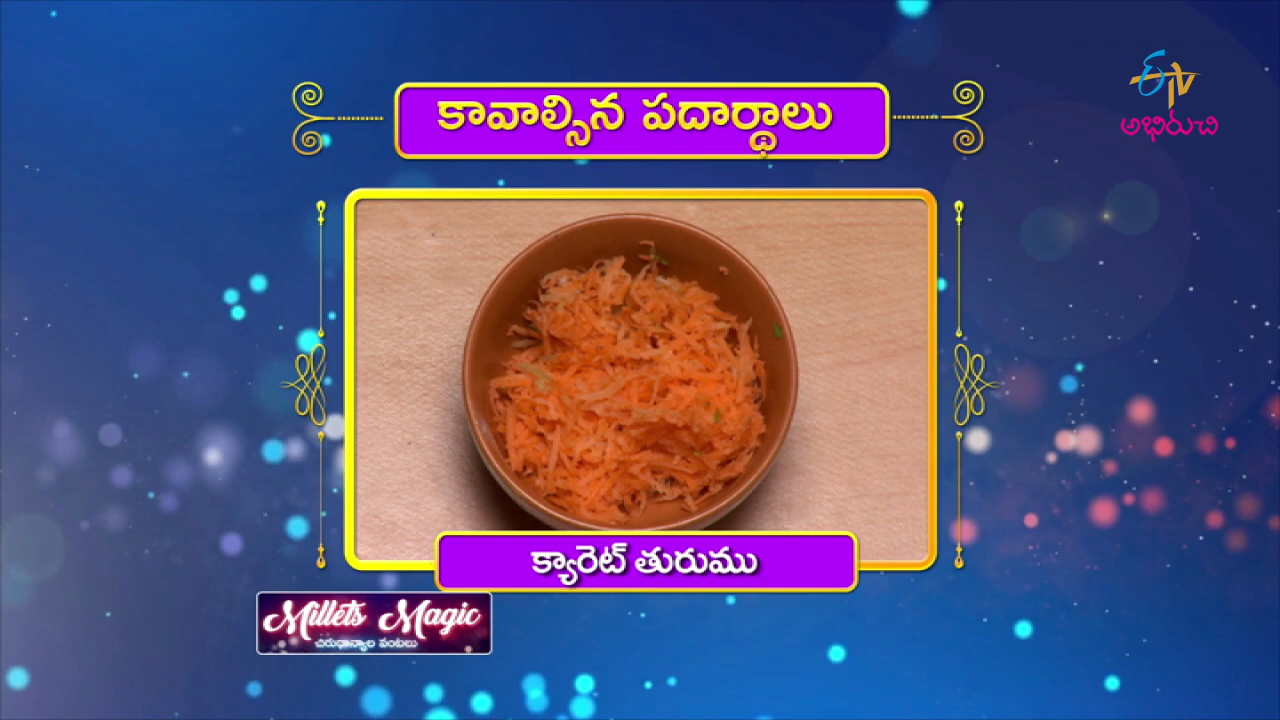 కావాల్సిన పదార్థాలు
ETV
అభిరుచి
క్యారెట్ తురుము
Millets Magic
చిరుధాన్యాల వంటలు